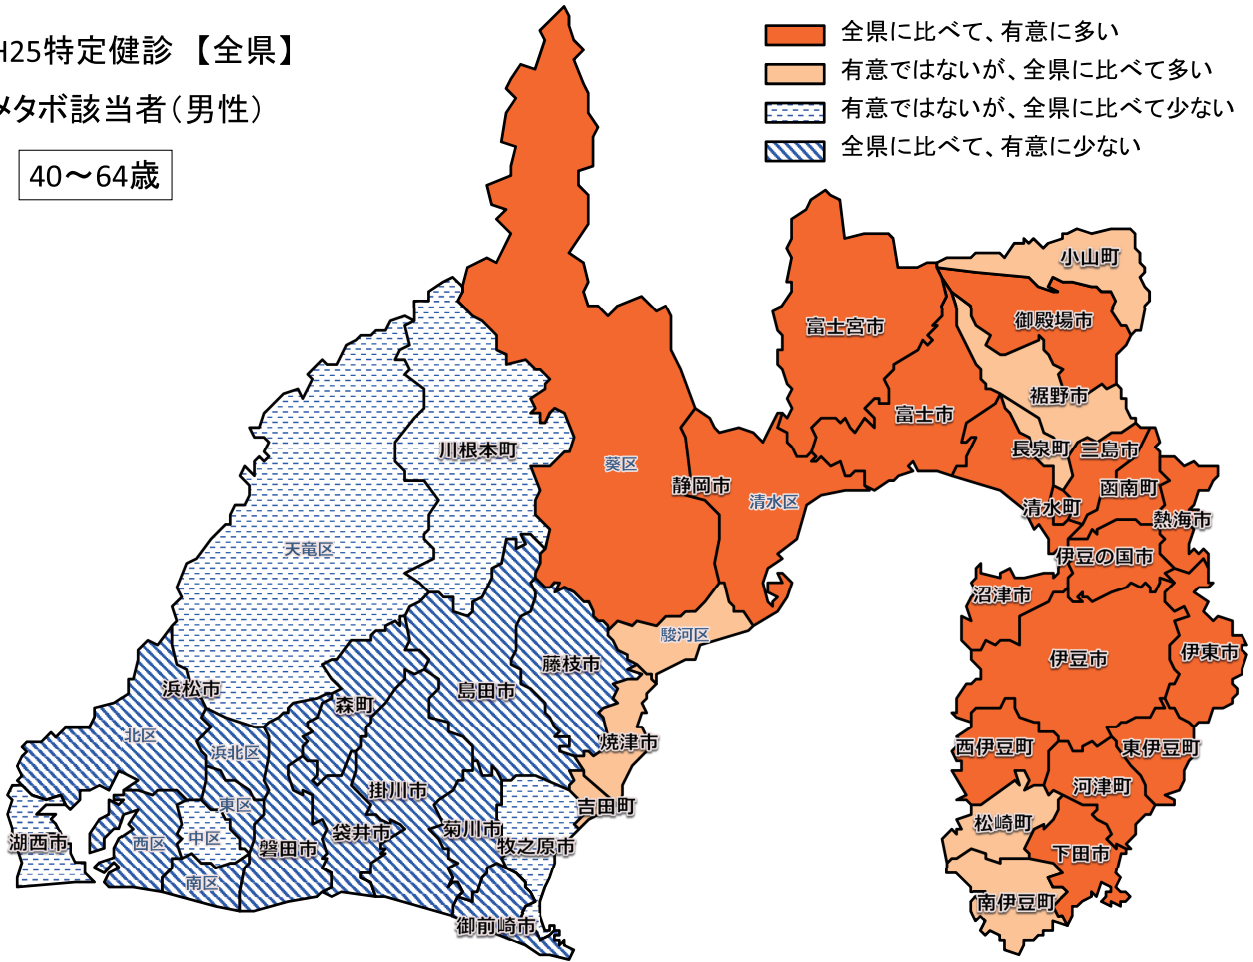 H25特定健診 【全県】
メタボ該当者（男性）
40～64歳
全県に比べて、有意に多い
有意ではないが、全県に比べて多い
有意ではないが、全県に比べて少ない
全県に比べて、有意に少ない
小山町
御殿場市
富士宮市
裾野市
富士市
長泉町
三島市
川根本町
葵区
静岡市
清水区
函南町
清水町
熱海市
天竜区
伊豆の国市
沼津市
駿河区
伊豆市
伊東市
藤枝市
浜松市
島田市
森町
北区
浜北区
焼津市
西伊豆町
東伊豆町
掛川市
河津町
東区
吉田町
松崎町
湖西市
西区
中区
磐田市
袋井市
菊川市
牧之原市
下田市
南区
南伊豆町
御前崎市